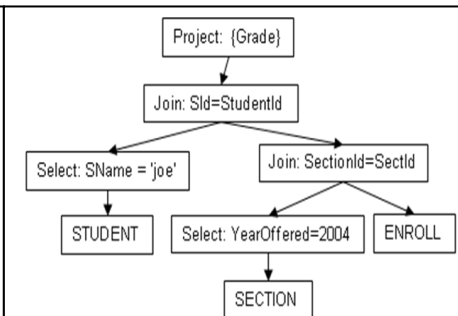 Project: {Grade}
Join: SId=StudentId
Select: SName = 'joe'
Join: SectionId=SectId
STUDENT
Select: YearOffered=2004
ENROLL
SECTION